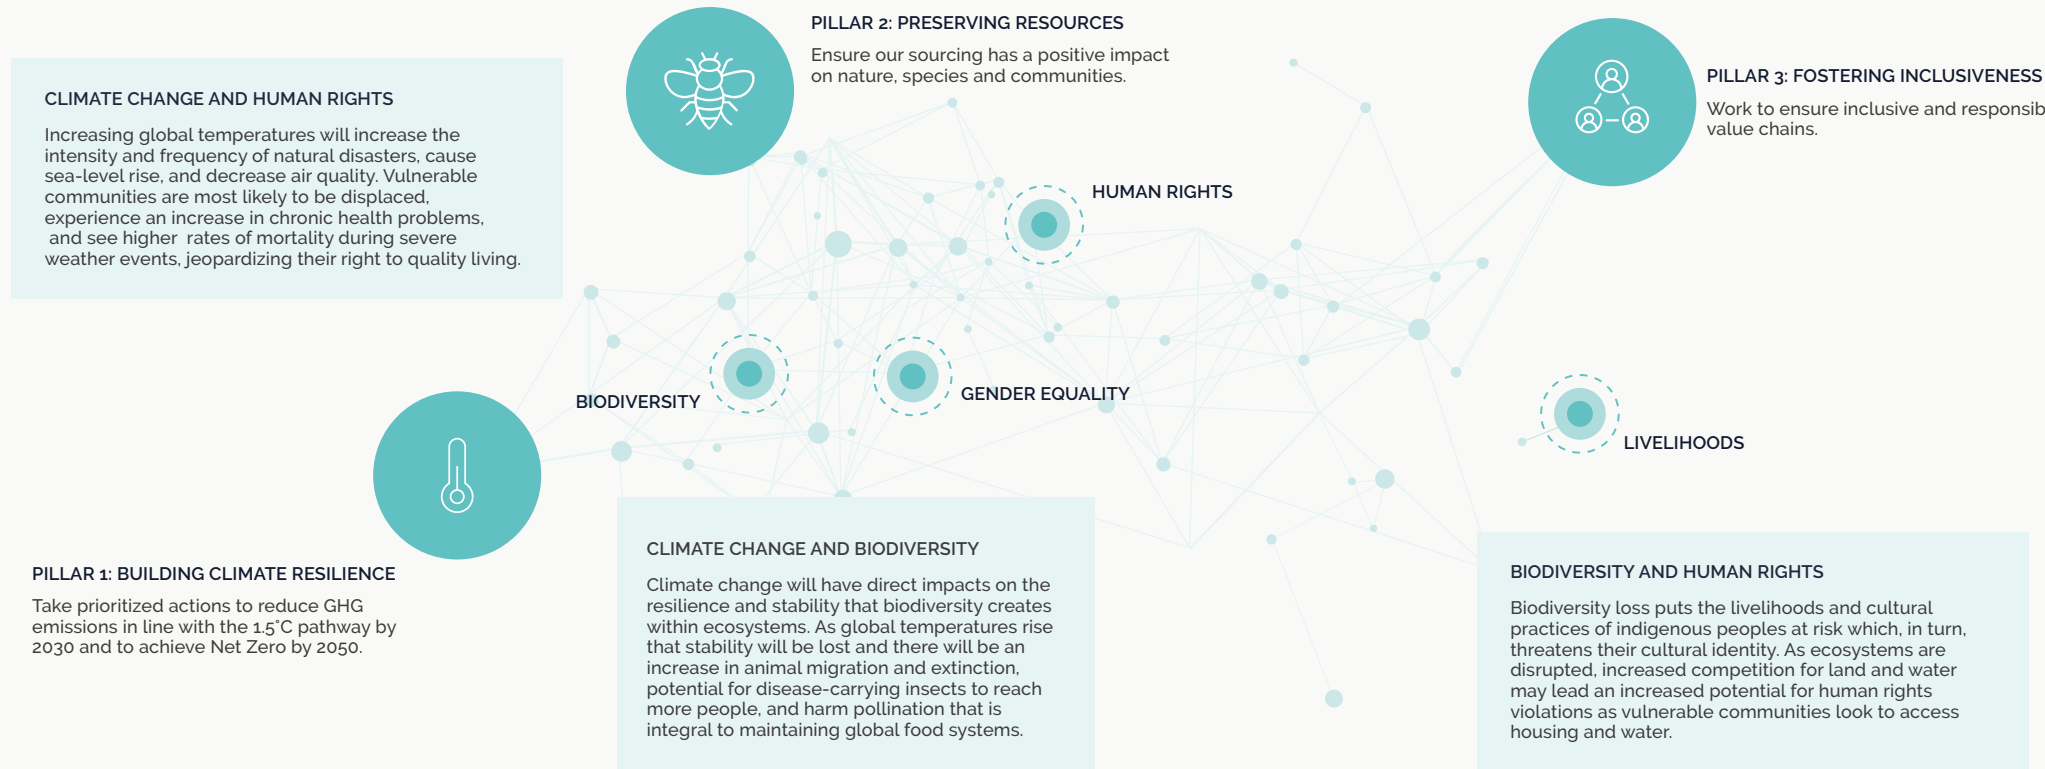 PILLAR 2: PRESERVING RESOURCES
Ensure our sourcing has a positive impact
on nature, species and communities.
PILLAR 3: FOSTERING INCLUSIVENESS
Work to ensure inclusive and
value chains.
CLIMATE CHANGE AND HUMAN RIGHTS
Increasing global temperatures will increase the
intensity and frequency of natural disasters, cause
sea-level rise, and decrease air quality. Vulnerable
communities are most likely to be displaced,
experience an increase in chronic health problems,
and see higher rates of mortality during severe
weather events, jeopardizing their right to quality living.
HUMAN RIGHTS
BIODIVERSITY
GENDER EQUALITY
LIVELIHOODS
PILLAR 1: BUILDING CLIMATE RESILIENCE
Take prioritized actions to reduce GHG
emissions in line with the 1.5°C pathway by
2030 and to achieve Net Zero by 2050.
CLIMATE CHANGE AND BIODIVERSITY
Climate change will have direct impacts on the
resilience and stability that biodiversity creates
within ecosystems. As global temperatures rise
that stability will be lost and there will be an
increase in animal migration and extinction,
potential for disease-carrying insects to reach
more people, and harm pollination that is
integral to maintaining global food systems.
BIODIVERSITY AND HUMAN RIGHTS
Biodiversity loss puts the livelihoods and cultural
practices of indigenous peoples at risk which, in turn,
threatens their cultural identity. As ecosystems are
disrupted, increased competition for land and water
may lead an increased potential for human rights
violations as vulnerable communities look to access
housing and water.